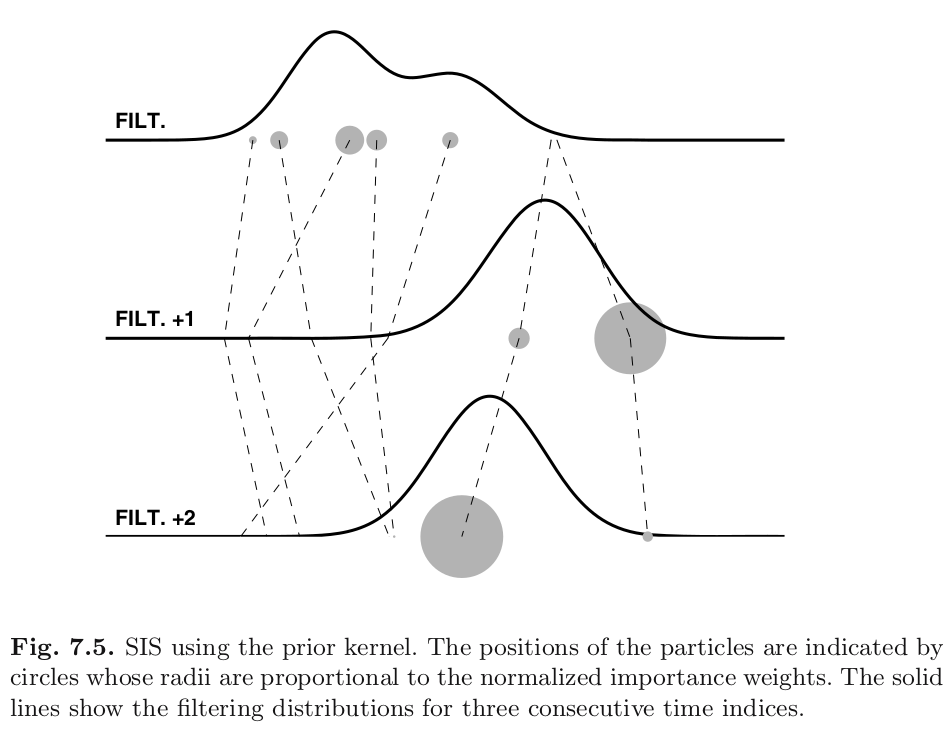 FILT.
FILT. +1
FILT. +2
Fig. 7.5. SIS using the prior kernel. The positions of the particles are indicated by
circles whose radii are proportional to the normalized importance weights. The solid
lines show the filtering distributions for three consecutive time indices.